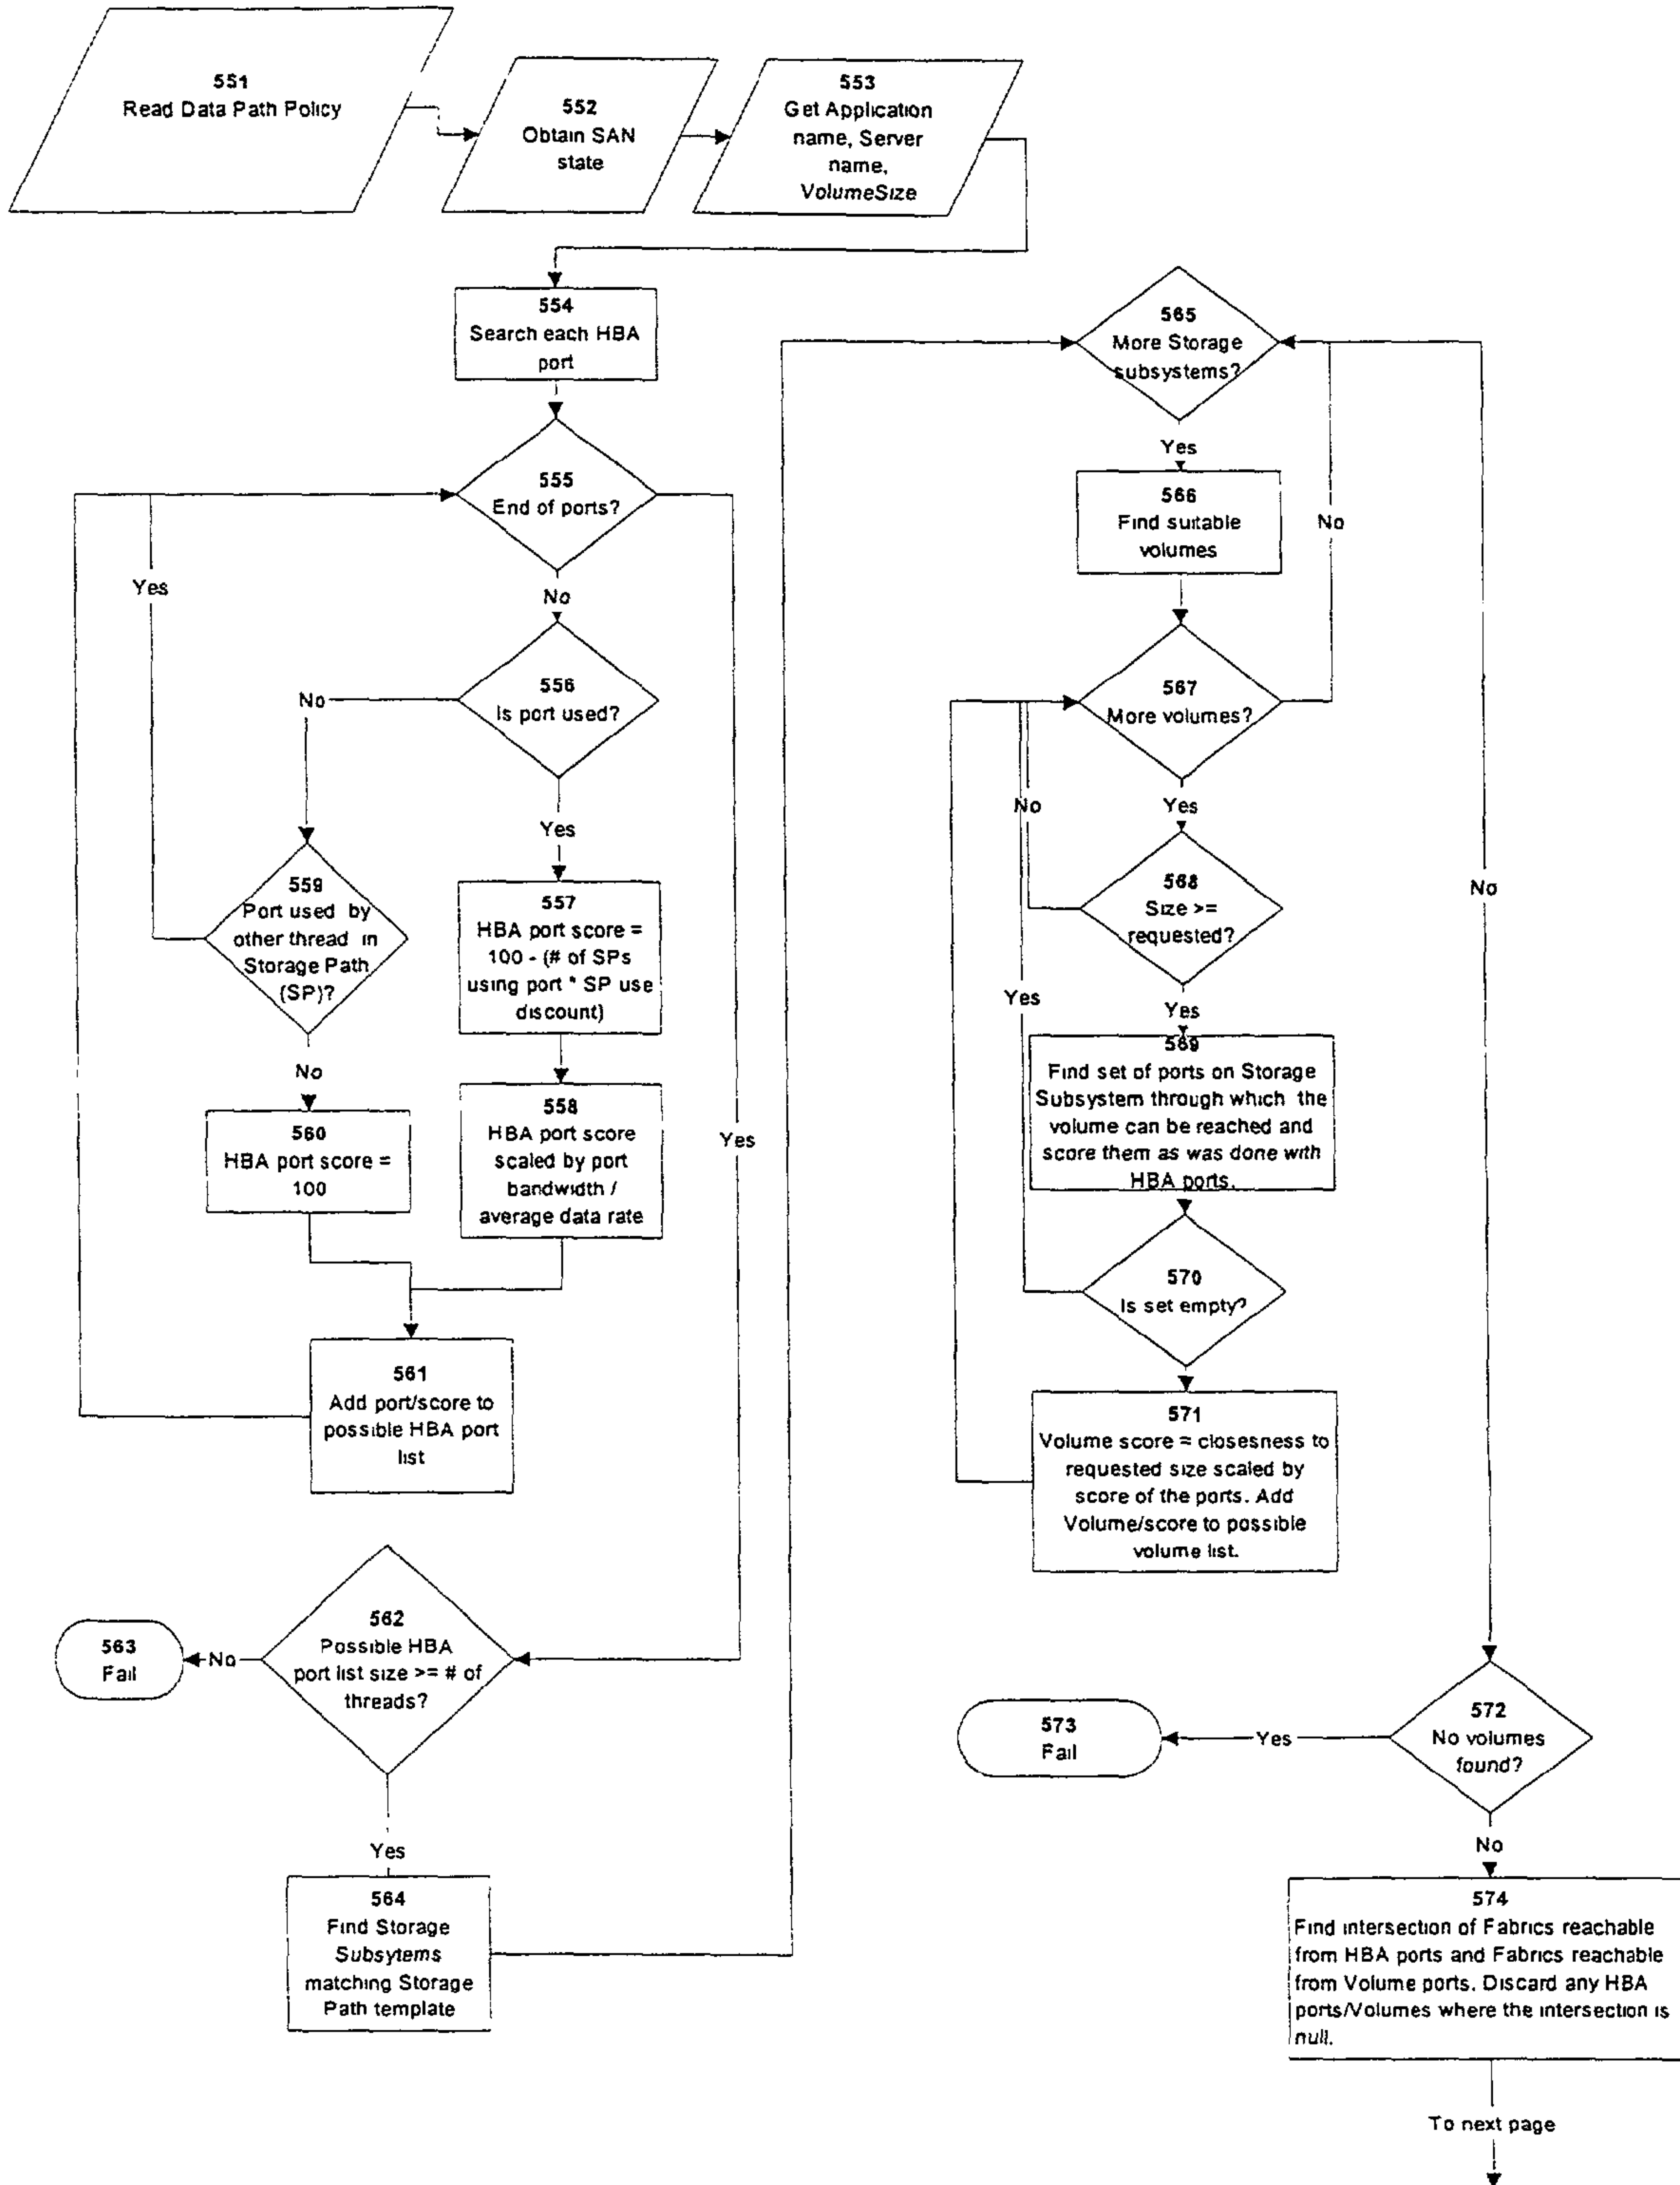 551
Read Data Path Policy
552
Obtain SAN
state
553
Get Application
name, Server
name,
VolumeSize
554
Search each HBA
port
555
End of ports?
Yes
No
556
Is port used?
No
Yes
559
Port used by
other thread in
Storage Path
(SP)?
557
HBA port score =
100 - (# of SPs
using port * SP use
discount)
No
560
HBA port score =
100
558
HBA port score
scaled by port
bandwidth /
average data rate
Yes
561
Add port/score to
possible HBA port
list
562
Possible HBA
port list size >= # of
threads?
No
563
Fail
Yes
564
Find Storage
Subsytems
matching Storage
Path template
565
More Storage
subsystems?
Yes
566
Find suitable
volumes
No
567
More volumes?
No
Yes
568
Size >=
requested?
No
Yes
Yes
569
Find set of ports on Storage
Subsystem through which the
volume can be reached and
score them as was done with
HBA ports.
570
Is set empty?
571
Volume score = closesness to
requested size scaled by
score of the ports. Add
Volume/score to possible
volume list.
572
No volumes
found?
Yes
573
Fail
No
574
Find intersection of Fabrics reachable
from HBA ports and Fabrics reachable
from Volume ports. Discard any HBA
ports/Volumes where the intersection is
null.
To next page